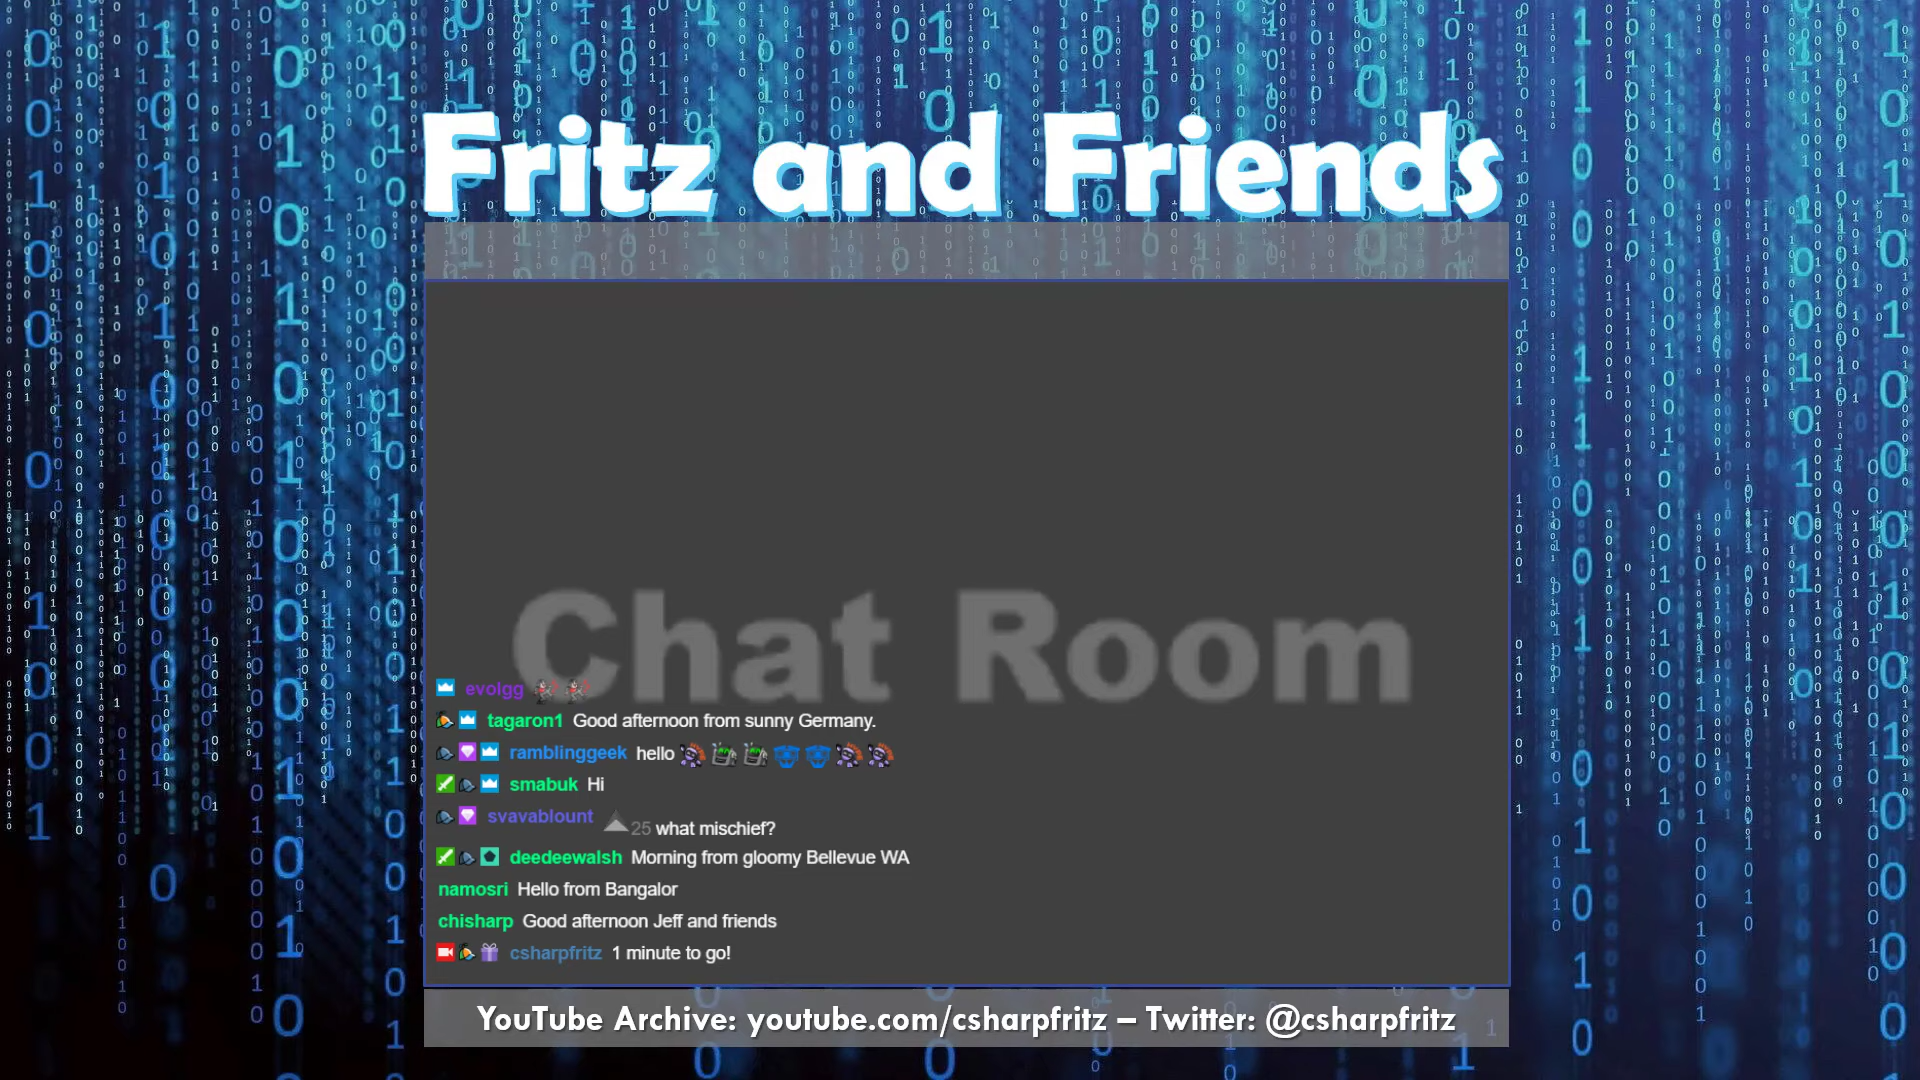 Fritz and Friends
Chat Room
evolgg
tagaron1 Good afternoon from sunny Germany.
ramblinggeek hello
smabuk Hi
svavablount 25 what mischief?
deedeewalsh Morning from gloomy Bellevue WA
namosri Hello from Bangalor
chisharp Good afternoon Jeff and friends
csharpfritz 1 minute to go!
YouTube Archive: youtube.com/csharpfritz – Twitter: @csharpfritz